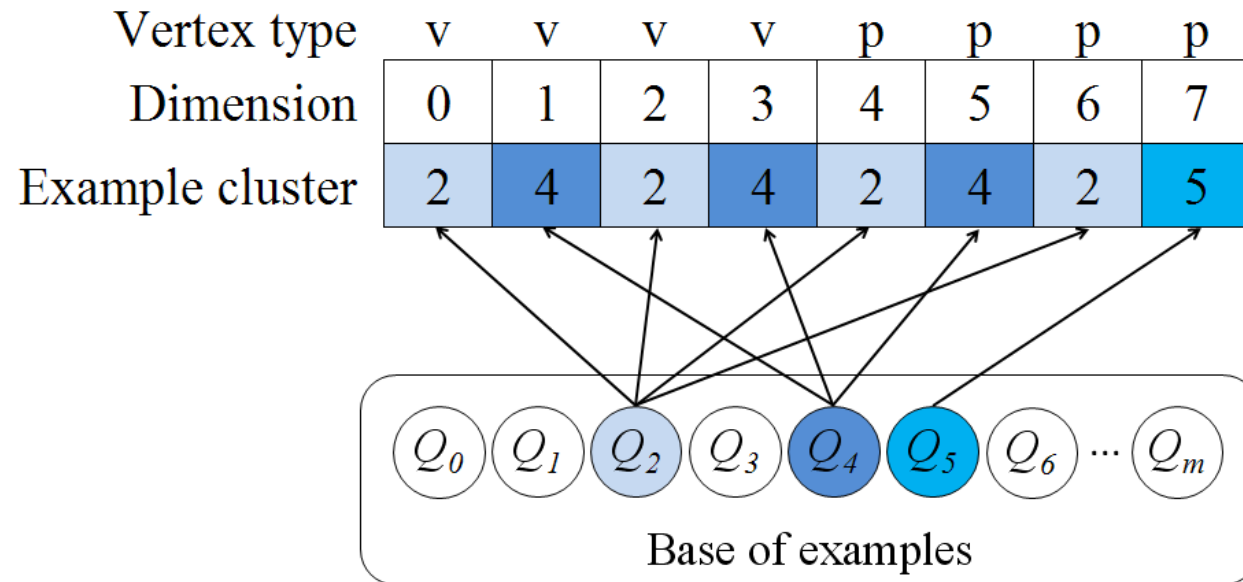 Vertex type v v v v p p p p
Dimension 0 1 2 3 4 5 6 7
Example cluster 2 4 2 4 2 4 2 5
Q0 Q1 Q2 Q3 Q4 Q5 Q6 ... Qm
Base of examples